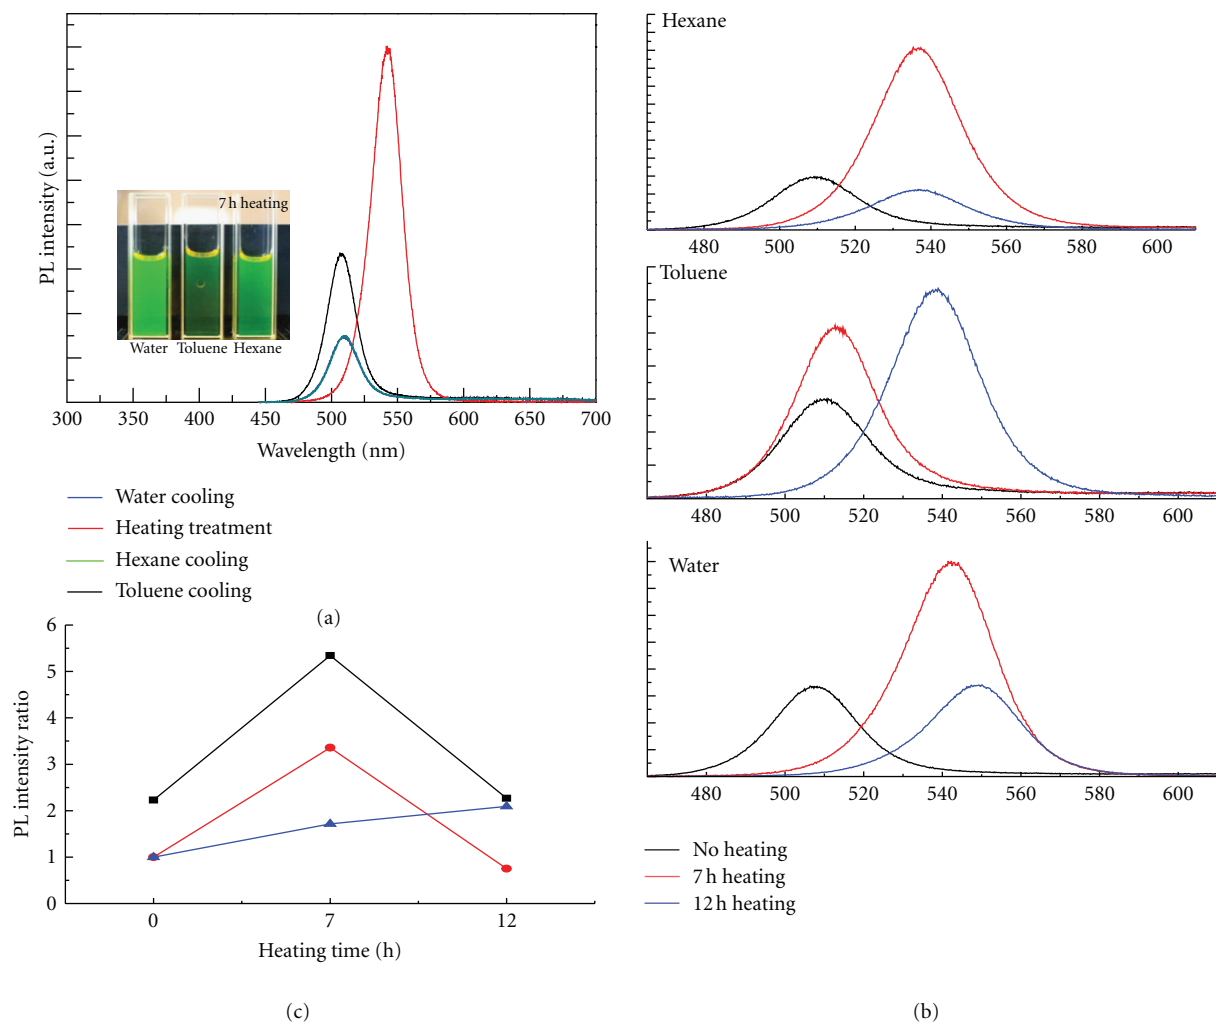 PL intensity (a.u.)
7 h heating
Water Toluene Hexane
300 350 400 450 500 550 600 650 700
Wavelength (nm)
Water cooling
Heating treatment
Hexane cooling
Toluene cooling
(a)
Hexane
480 500 520 540 560 580 600
Toluene
480 500 520 540 560 580 600
Water
480 500 520 540 560 580 600
No heating
7 h heating
12 h heating
(b)
PL intensity ratio
6
5
4
3
2
1
0
0 7 12
Heating time (h)
(c)